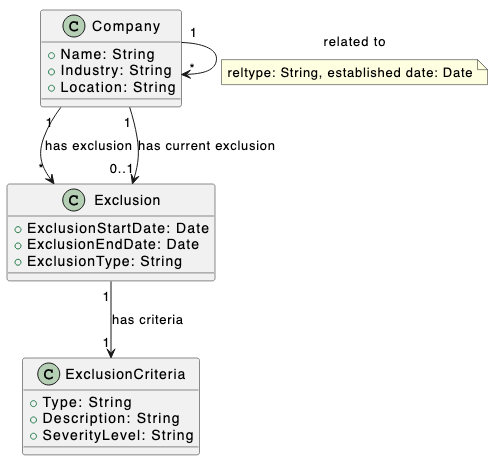 C Company
Name: String
Industry: String
Location: String
1
*
related to
reltype: String, established date: Date
1
1
has exclusion
has current exclusion
*
0..1
C Exclusion
ExclusionStartDate: Date
ExclusionEndDate: Date
ExclusionType: String
1
has criteria
1
C ExclusionCriteria
Type: String
Description: String
SeverityLevel: String